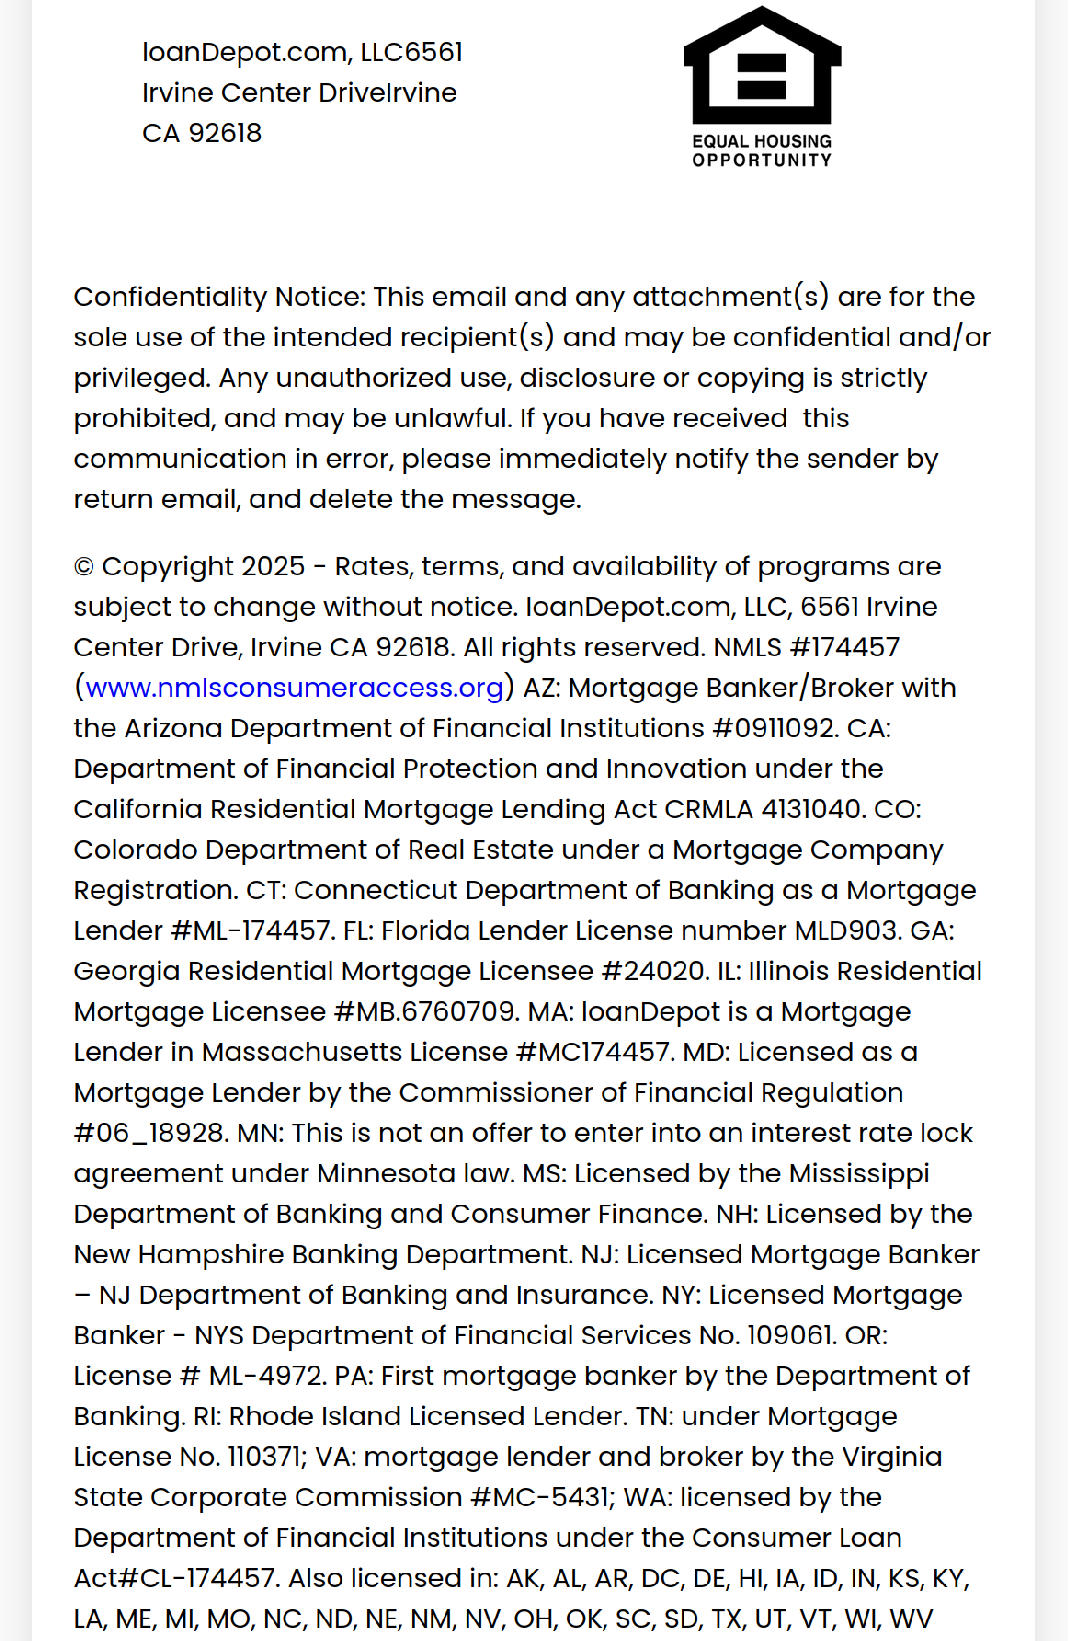 loanDepot.com, LLC6561
Irvine Center DriveIrvine
CA 92618
EQUAL HOUSING
OPPORTUNITY
Confidentiality Notice: This email and any attachment(s) are for the
sole use of the intended recipient(s) and may be confidential and/or
privileged. Any unauthorized use, disclosure or copying is strictly
prohibited, and may be unlawful. If you have received  this
communication in error, please immediately notify the sender by
return email, and delete the message.
© Copyright 2025 - Rates, terms, and availability of programs are
subject to change without notice. loanDepot.com, LLC, 6561 Irvine
Center Drive, Irvine CA 92618. All rights reserved. NMLS #174457
(www.nmlsconsumeraccess.org) AZ: Mortgage Banker/Broker with
the Arizona Department of Financial Institutions #0911092. CA:
Department of Financial Protection and Innovation under the
California Residential Mortgage Lending Act CRMLA 4131040. CO:
Colorado Department of Real Estate under a Mortgage Company
Registration. CT: Connecticut Department of Banking as a Mortgage
Lender #ML-174457. FL: Florida Lender License number MLD903. GA:
Georgia Residential Mortgage Licensee #24020. IL: Illinois Residential
Mortgage Licensee #MB.6760709. MA: loanDepot is a Mortgage
Lender in Massachusetts License #MC174457. MD: Licensed as a
Mortgage Lender by the Commissioner of Financial Regulation
#06_18928. MN: This is not an offer to enter into an interest rate lock
agreement under Minnesota law. MS: Licensed by the Mississippi
Department of Banking and Consumer Finance. NH: Licensed by the
New Hampshire Banking Department. NJ: Licensed Mortgage Banker
– NJ Department of Banking and Insurance. NY: Licensed Mortgage
Banker - NYS Department of Financial Services No. 109061. OR:
License # ML-4972. PA: First mortgage banker by the Department of
Banking. RI: Rhode Island Licensed Lender. TN: under Mortgage
License No. 110371; VA: mortgage lender and broker by the Virginia
State Corporate Commission #MC-5431; WA: licensed by the
Department of Financial Institutions under the Consumer Loan
Act#CL-174457. Also licensed in: AK, AL, AR, DC, DE, HI, IA, ID, IN, KS, KY,
LA, ME, MI, MO, NC, ND, NE, NM, NV, OH, OK, SC, SD, TX, UT, VT, WI, WV